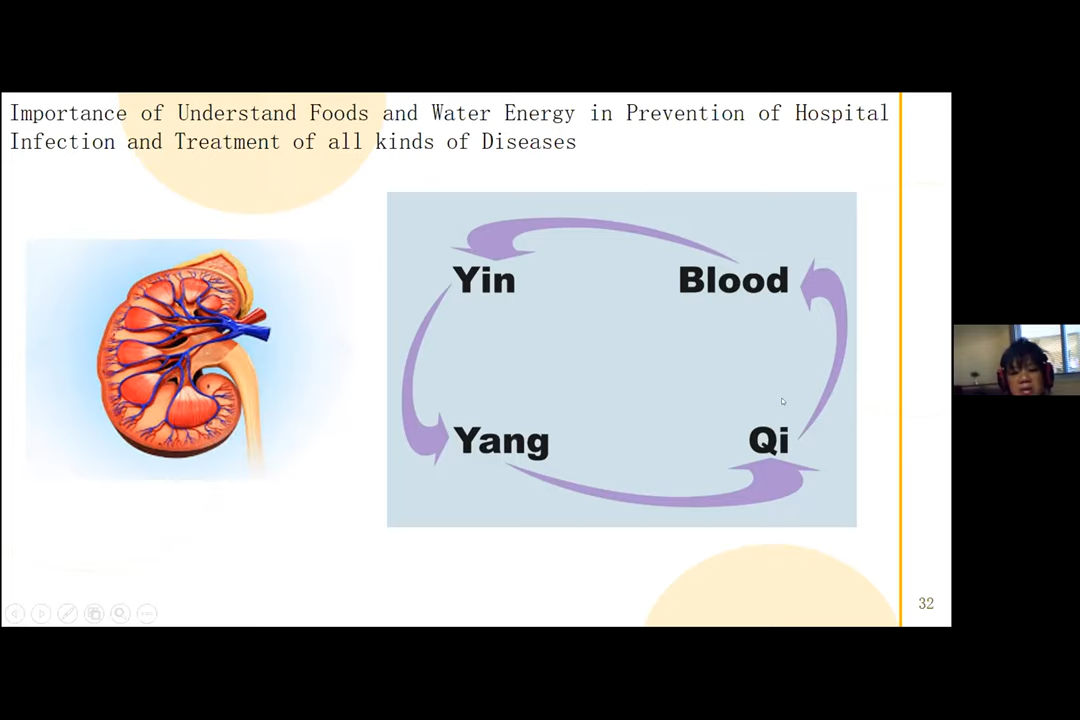 Importance of Understand Foods and Water Energy in Prevention of Hospital
Infection and Treatment of all kinds of Diseases
Yin
Blood
Yang
Qi
32